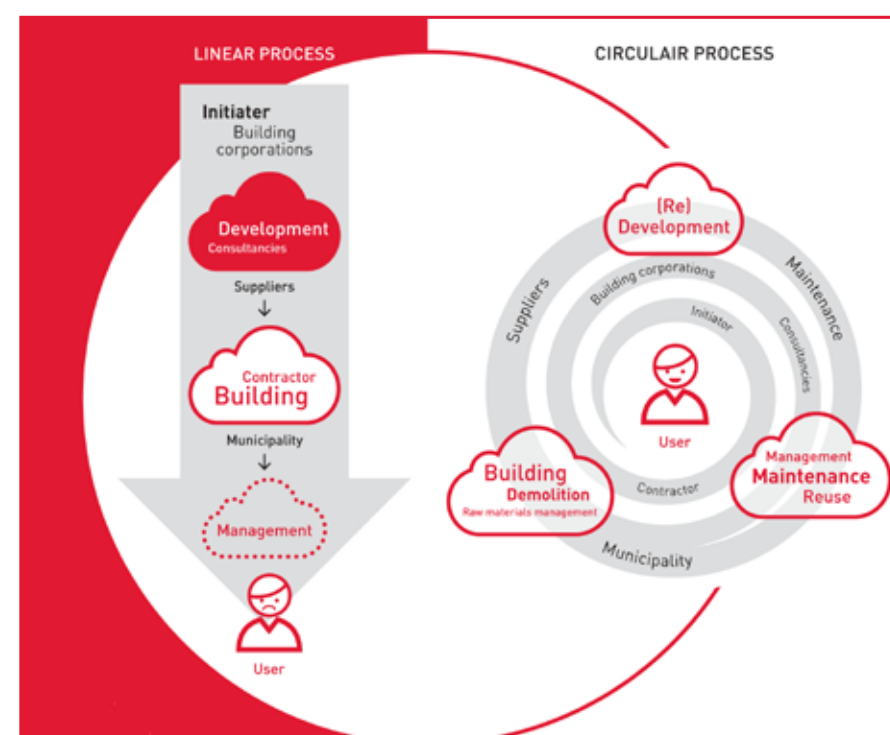 LINEAR PROCESS
Initiater
Building
corporations
Development
Consultancies
Suppliers
Contractor
Building
Municipality
Management
User
CIRCULAIR PROCESS
(Re)
Development
Suppliers
Maintenance
Building corporations
Consultancies
Initiator
User
Building
Demolition
Raw materials management
Management
Maintenance
Reuse
Contractor
Municipality